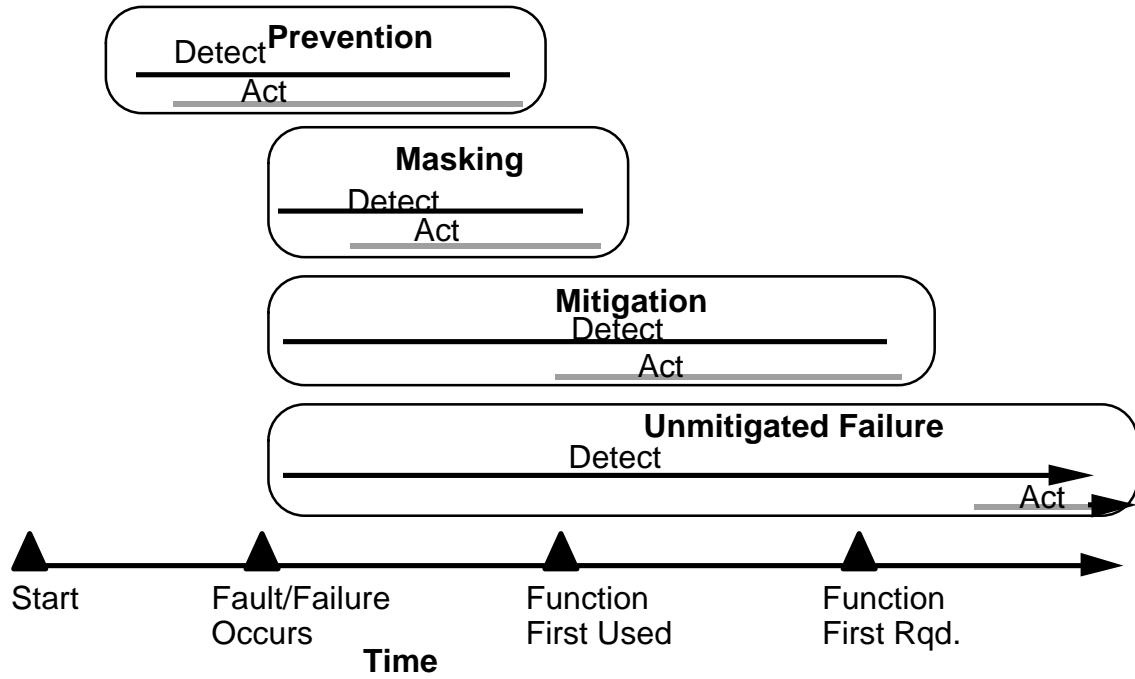 Prevention
Detect
Act
Masking
Detect
Act
Mitigation
Detect
Act
Unmitigated Failure
Detect
Act
Start
Fault/Failure
Occurs
Function
First Used
Function
First Rqd.
Time